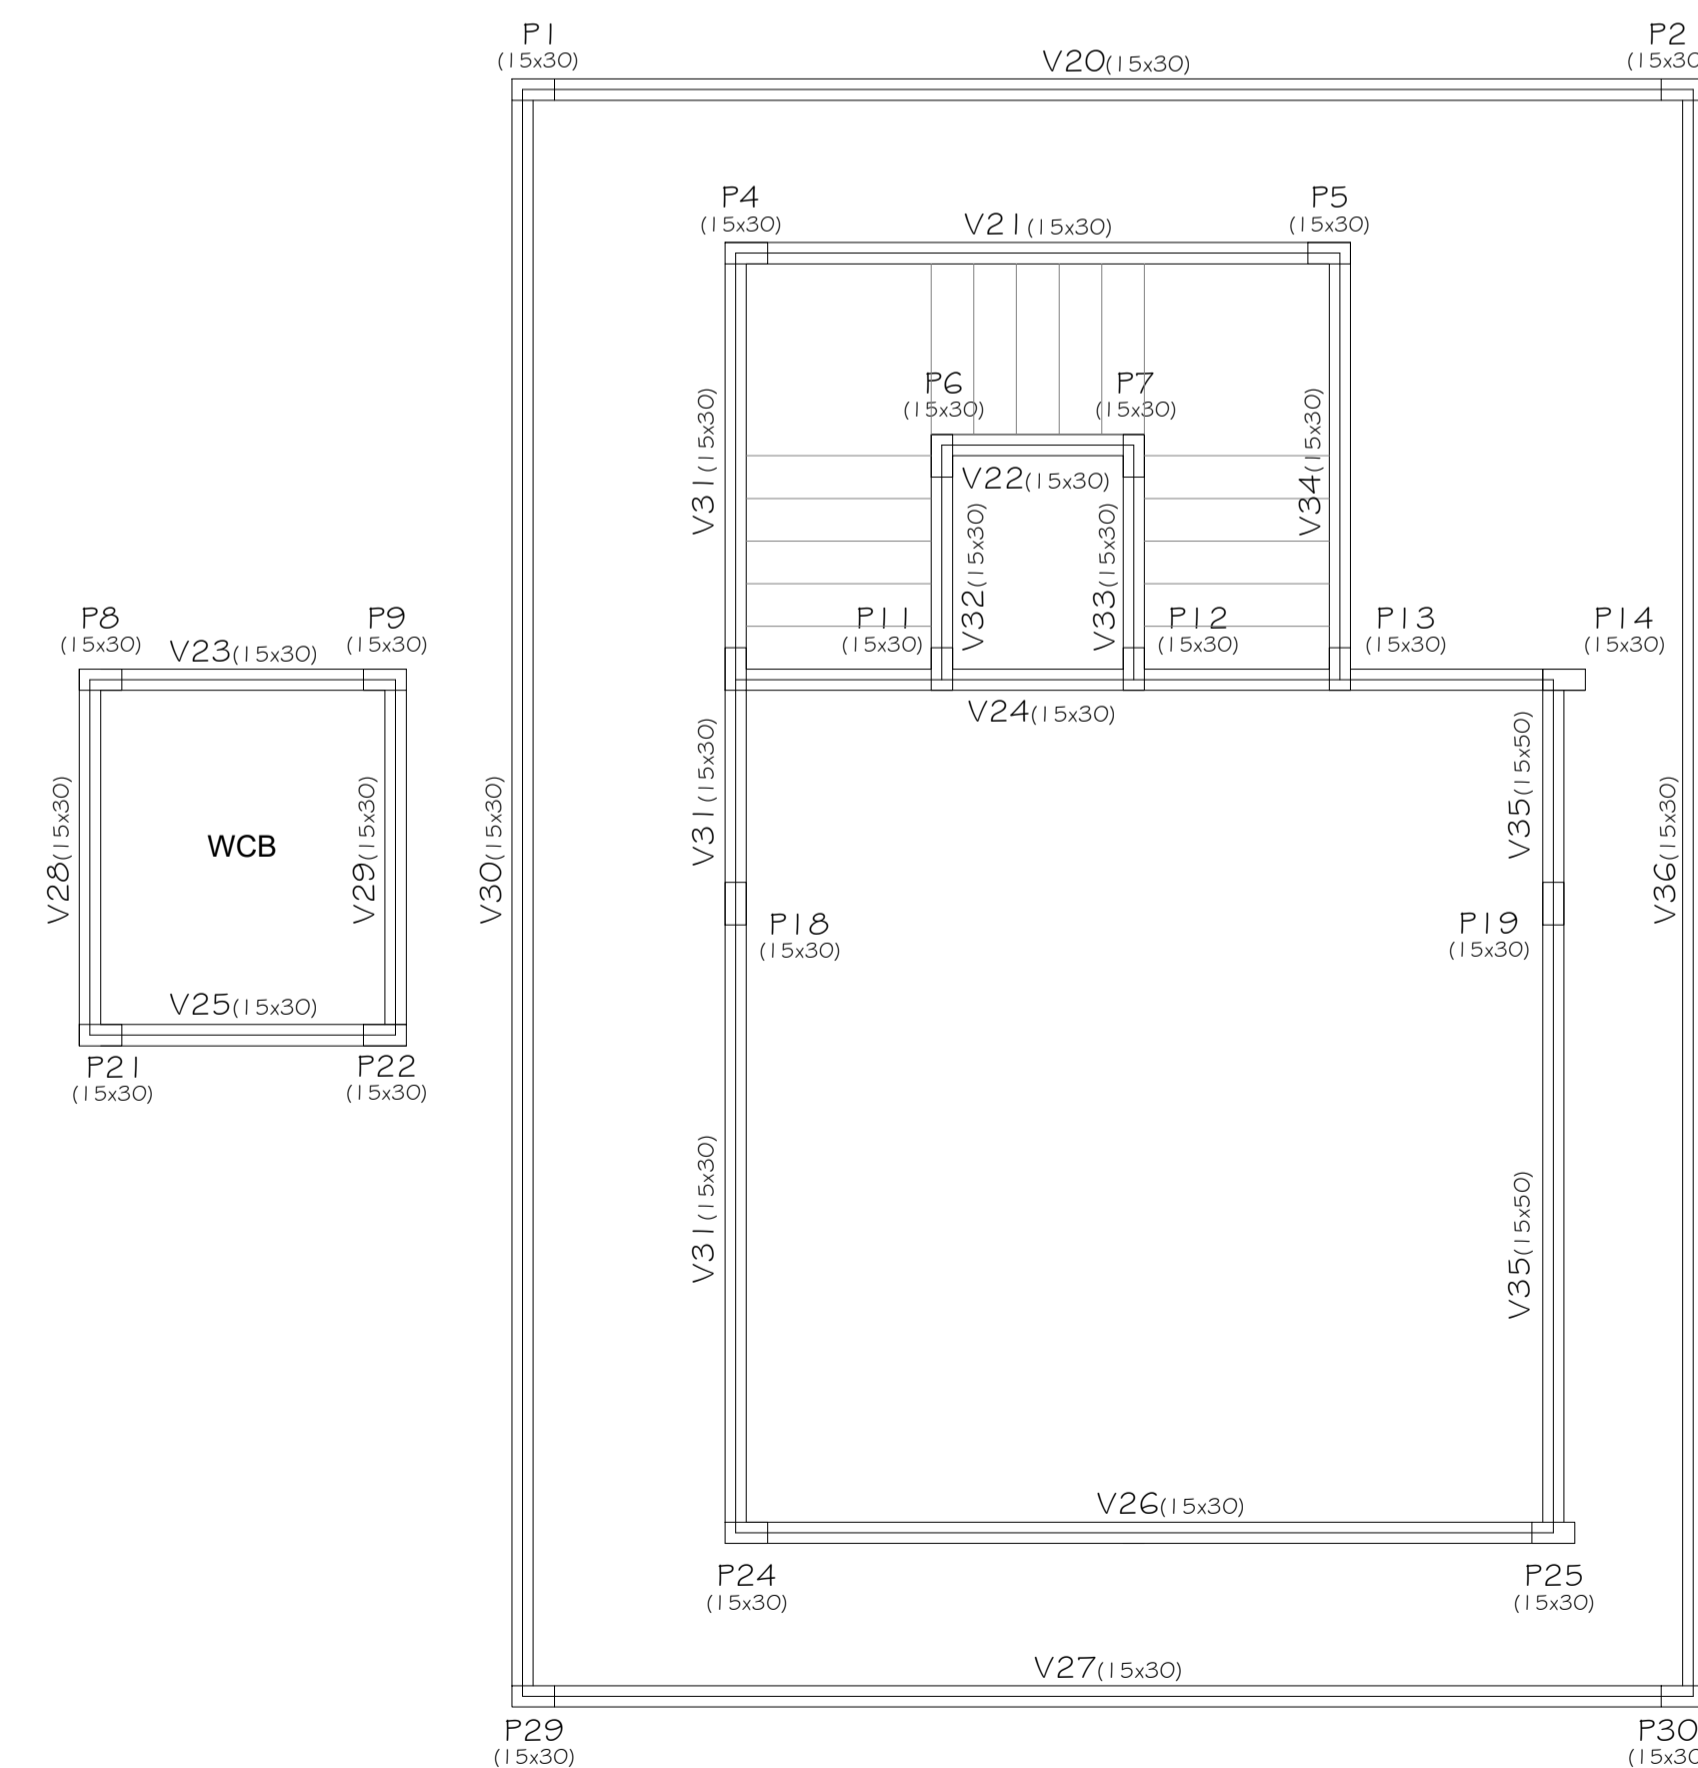 P1
(15x30)
V20(15x30)
P2
(15x30
P4
(15x30)
V21(15x30)
P5
(15x30)
P6
(15x30)
P7
(15x30)
V31(15x30)
V34(15x30)
V22(15x30)
V32(15x30)
V33(15x30)
P8
(15x30)
V23(15x30)
P9
(15x30)
P11
(15x30)
P12
(15x30)
P13
(15x30)
P14
(15x30)
V24(15x30)
V28(15x30)
WCB
V29(15x30)
V30(15x30)
V31(15x30)
V35(15x50)
V36(15x30)
P18
(15x30)
P19
(15x30)
V25(15x30)
P21
(15x30)
P22
(15x30)
V31(15x30)
V35(15x50)
V26(15x30)
P24
(15x30)
P25
(15x30)
V27(15x30)
P29
(15x30)
P30
(15x30